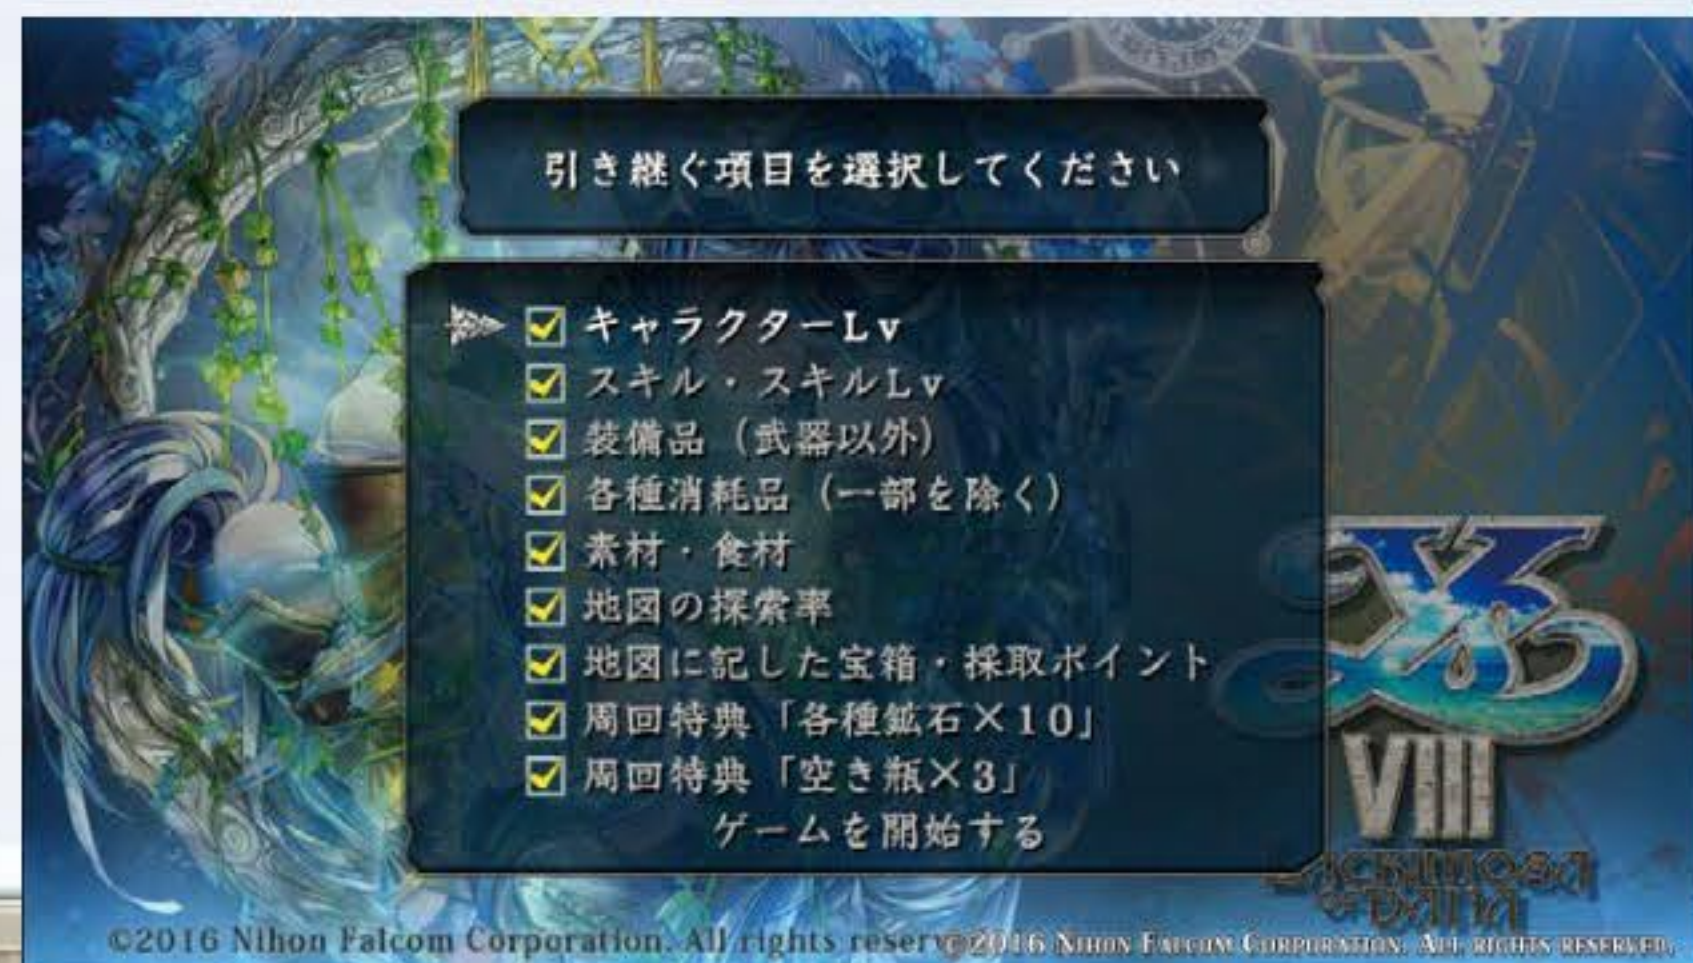 引き継ぐ項目を選択してください
キャラクターLv
スキル・スキルLv
装備品（武器以外）
各種消耗品（一部を除く）
素材・食材
地図の探索率
地図に記した宝箱・採取ポイント
周回特典「各種鉱石×10」
周回特典「空き瓶×3」
ゲームを開始する
Ys
VIII
LACRIMOSA
of DANA
©2016 Nihon Falcom Corporation. All rights reserv
©2016 NIHON FALCOM CORPORATION. ALL RIGHTS RESERVED.